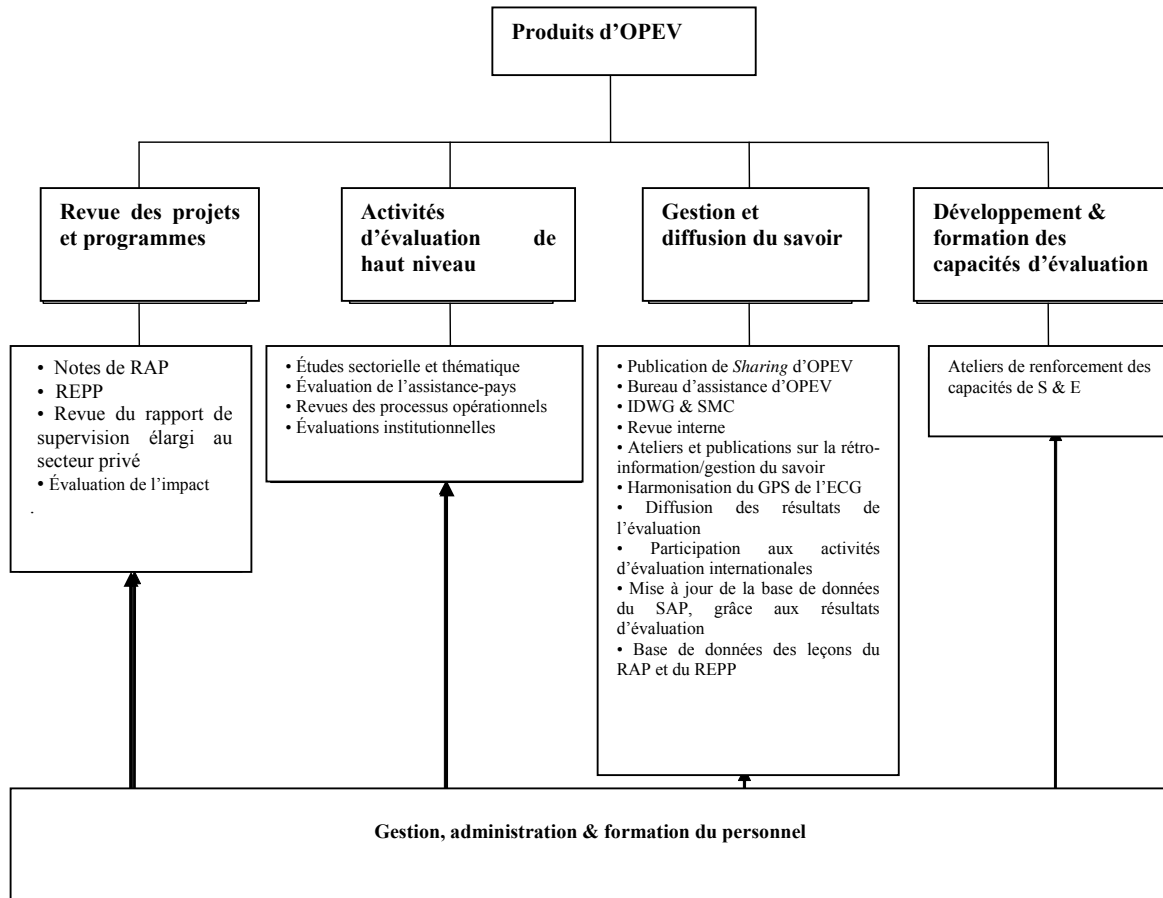 Produits d’OPEV
Revue des projets
et programmes
Activités
d’évaluation de
haut niveau
Gestion et
diffusion du savoir
Développement &
formation des
capacités d’évaluation
• Notes de RAP
• REPP
• Revue du rapport de
supervision élargi au
secteur privé
• Évaluation de l’impact
.
• Études sectorielle et thématique
• Évaluation de l’assistance-pays
• Revues des processus opérationnels
• Évaluations institutionnelles
• Publication de Sharing d’OPEV
• Bureau d’assistance d’OPEV
• IDWG & SMC
• Revue interne
• Ateliers et publications sur la rétro-
information/gestion du savoir
• Harmonisation du GPS de l’ECG
• Diffusion des résultats de
l’évaluation
• Participation aux activités
d’évaluation internationales
• Mise à jour de la base de données
du SAP, grâce aux résultats
d’évaluation
• Base de données des leçons du
RAP et du REPP
Ateliers de renforcement des
capacités de S & E
Gestion, administration & formation du personnel